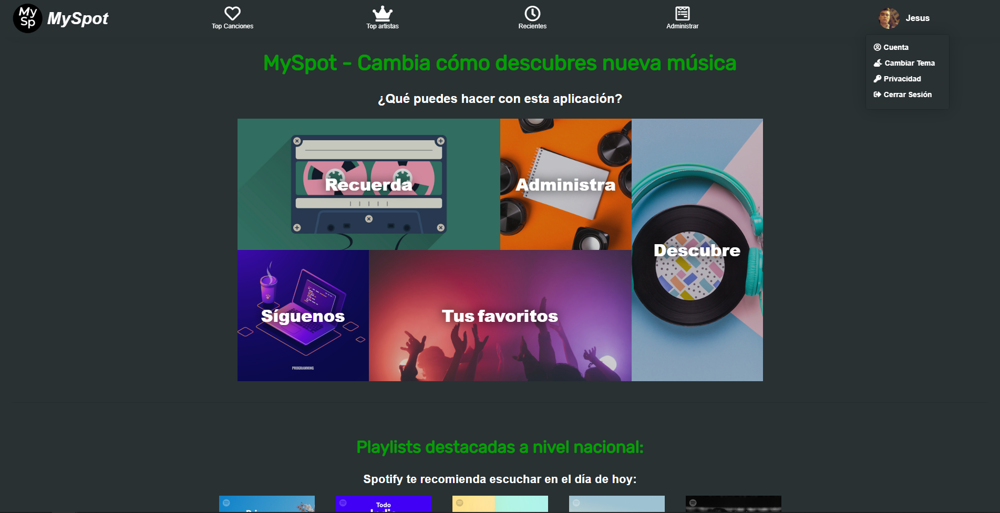 My
Sp
MySpot
Top Canciones
Top artistas
Recientes
Administrar
Jesus
Cuenta
Cambiar Tema
Privacidad
Cerrar Sesión
MySpot - Cambia cómo descubres nueva música
¿Qué puedes hacer con esta aplicación?
Recuerda
Administra
Descubre
Síguenos
PROGRAMMING
Tus favoritos
Playlists destacadas a nivel nacional:
Spotify te recomienda escuchar en el día de hoy:
Todo